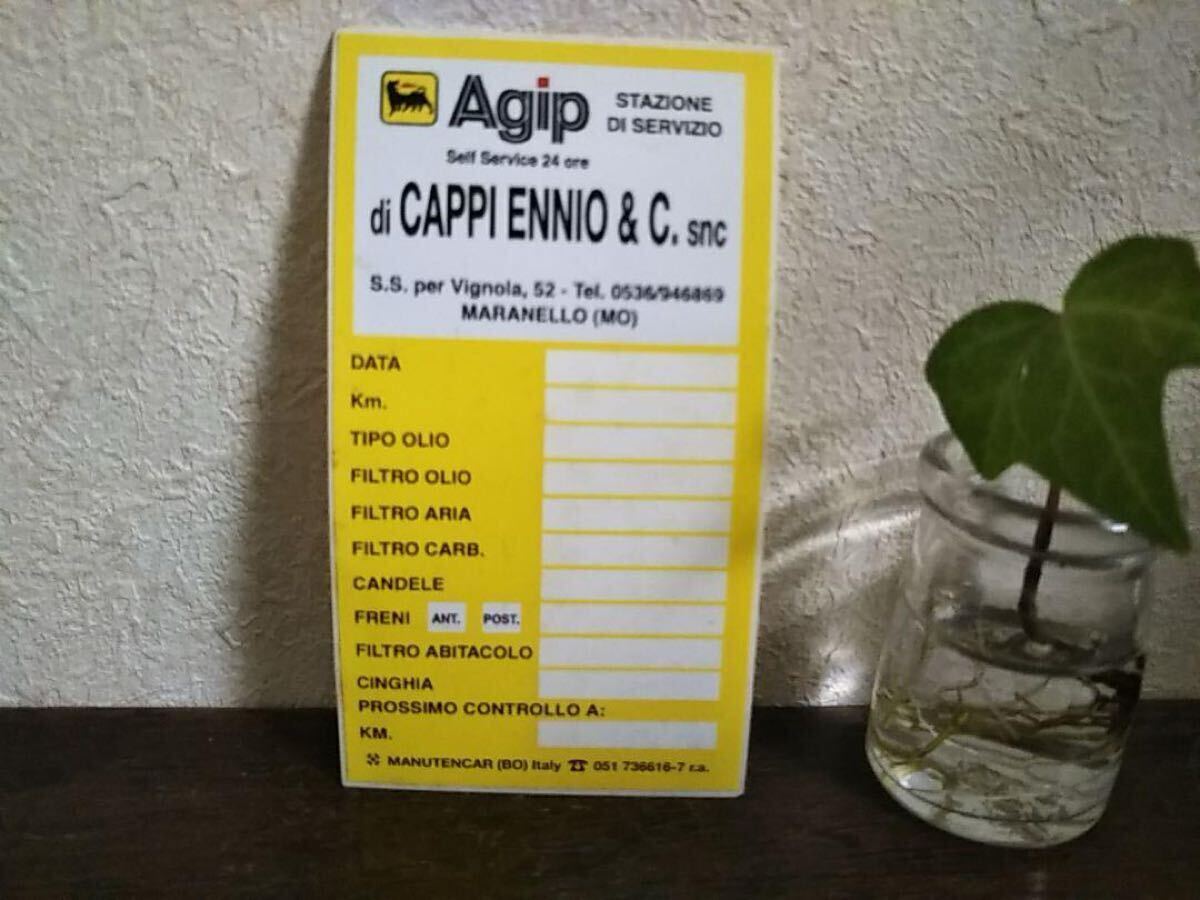 Agip
STAZIONE
DI SERVIZIO
Self Service 24 ore
di CAPPI ENNIO & C. snc
S.S. per Vignola, 52 - Tel. 0536/946869
MARANELLO (MO)
DATA
Km.
TIPO OLIO
FILTRO OLIO
FILTRO ARIA
FILTRO CARB.
CANDELE
FRENI ANT. POST.
FILTRO ABITACOLO
CINGHIA
PROSSIMO CONTROLLO A:
KM.
MANUTENCAR (BO) Italy ☎ 051 736616-7 r.a.